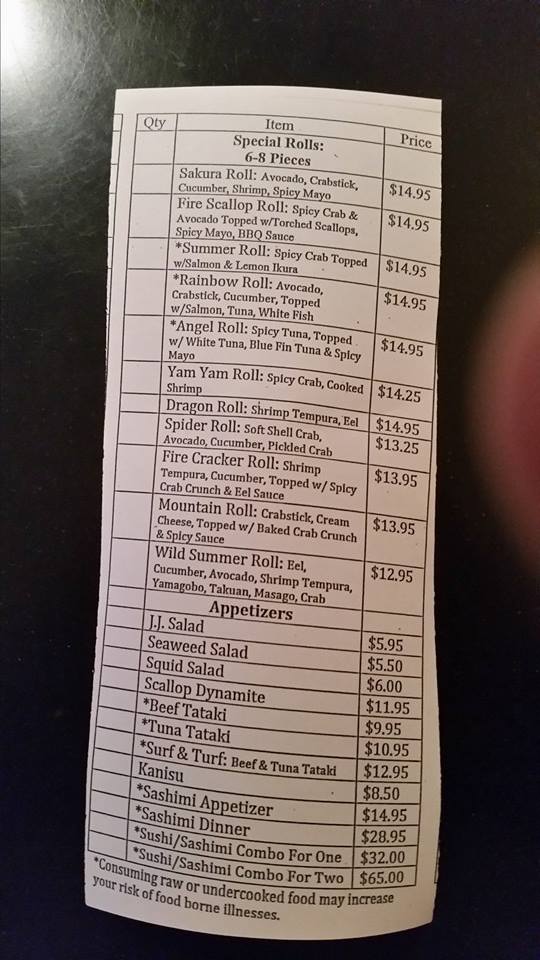 Qty Item Price
Special Rolls:
6-8 Pieces
Sakura Roll: Avocado, Crabstick,
Cucumber, Shrimp, Spicy Mayo $14.95
Fire Scallop Roll: Spicy Crab &
Avocado Topped w/Torched Scallops, $14.95
Spicy Mayo, BBQ Sauce
*Summer Roll: Spicy Crab Topped
w/Salmon & Lemon Ikura $14.95
*Rainbow Roll: Avocado,
Crabstick, Cucumber, Topped $14.95
w/Salmon, Tuna, White Fish
*Angel Roll: Spicy Tuna, Topped
w/ White Tuna, Blue Fin Tuna & Spicy $14.95
Mayo
Yam Yam Roll: Spicy Crab, Cooked
Shrimp $14.25
Dragon Roll: Shrimp Tempura, Eel $14.95
Spider Roll: Soft Shell Crab, $13.25
Avocado, Cucumber, Pickled Crab
Fire Cracker Roll: Shrimp
Tempura, Cucumber, Topped w/ Spicy $13.95
Crab Crunch & Eel Sauce
Mountain Roll: Crabstick, Cream
Cheese, Topped w/ Baked Crab Crunch $13.95
& Spicy Sauce
Wild Summer Roll: Eel,
Cucumber, Avocado, Shrimp Tempura, $12.95
Yamagobo, Takuan, Masago, Crab
Appetizers
J.J. Salad $5.95
Seaweed Salad $5.50
Squid Salad $6.00
Scallop Dynamite $11.95
*Beef Tataki $9.95
*Tuna Tataki $10.95
*Surf & Turf: Beef & Tuna Tataki $12.95
Kanisu $8.50
*Sashimi Appetizer $14.95
*Sashimi Dinner $28.95
*Sushi/Sashimi Combo For One $32.00
*Sushi/Sashimi Combo For Two $65.00
*Consuming raw or undercooked food may increase
your risk of food borne illnesses.